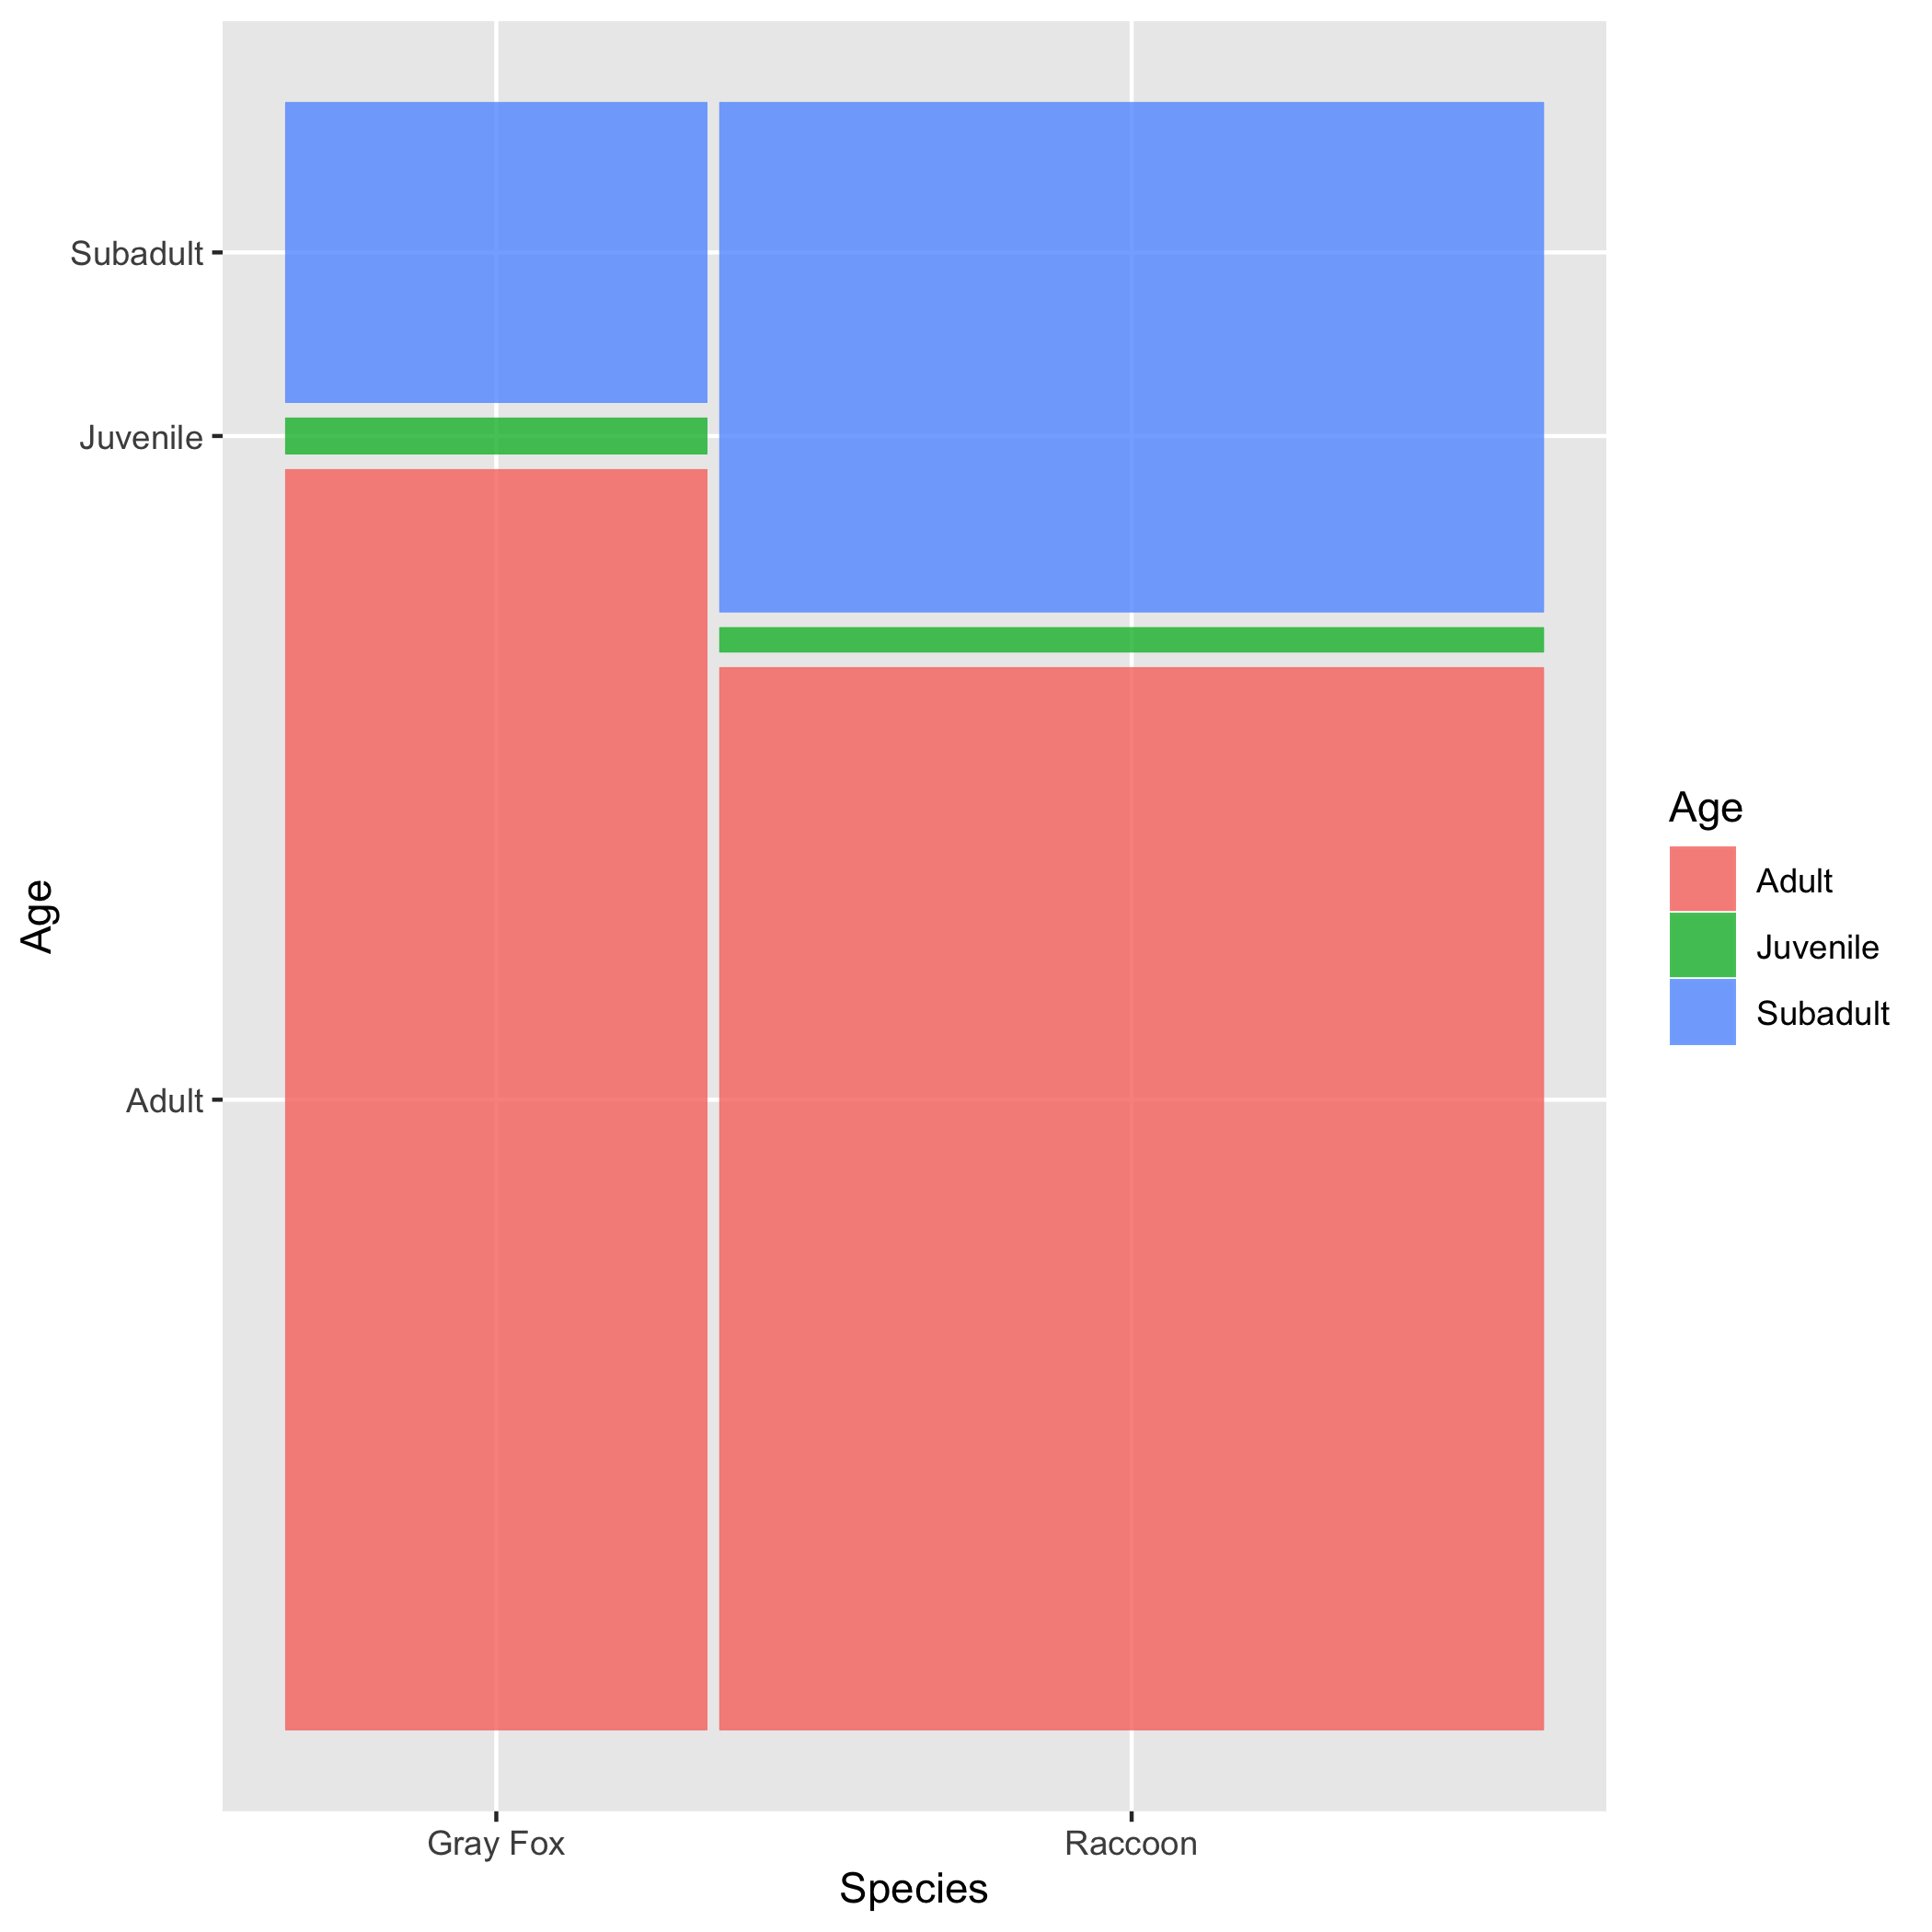 Subadult
Juvenile
Adult
Age
Gray Fox
Raccoon
Species
Age
Adult
Juvenile
Subadult